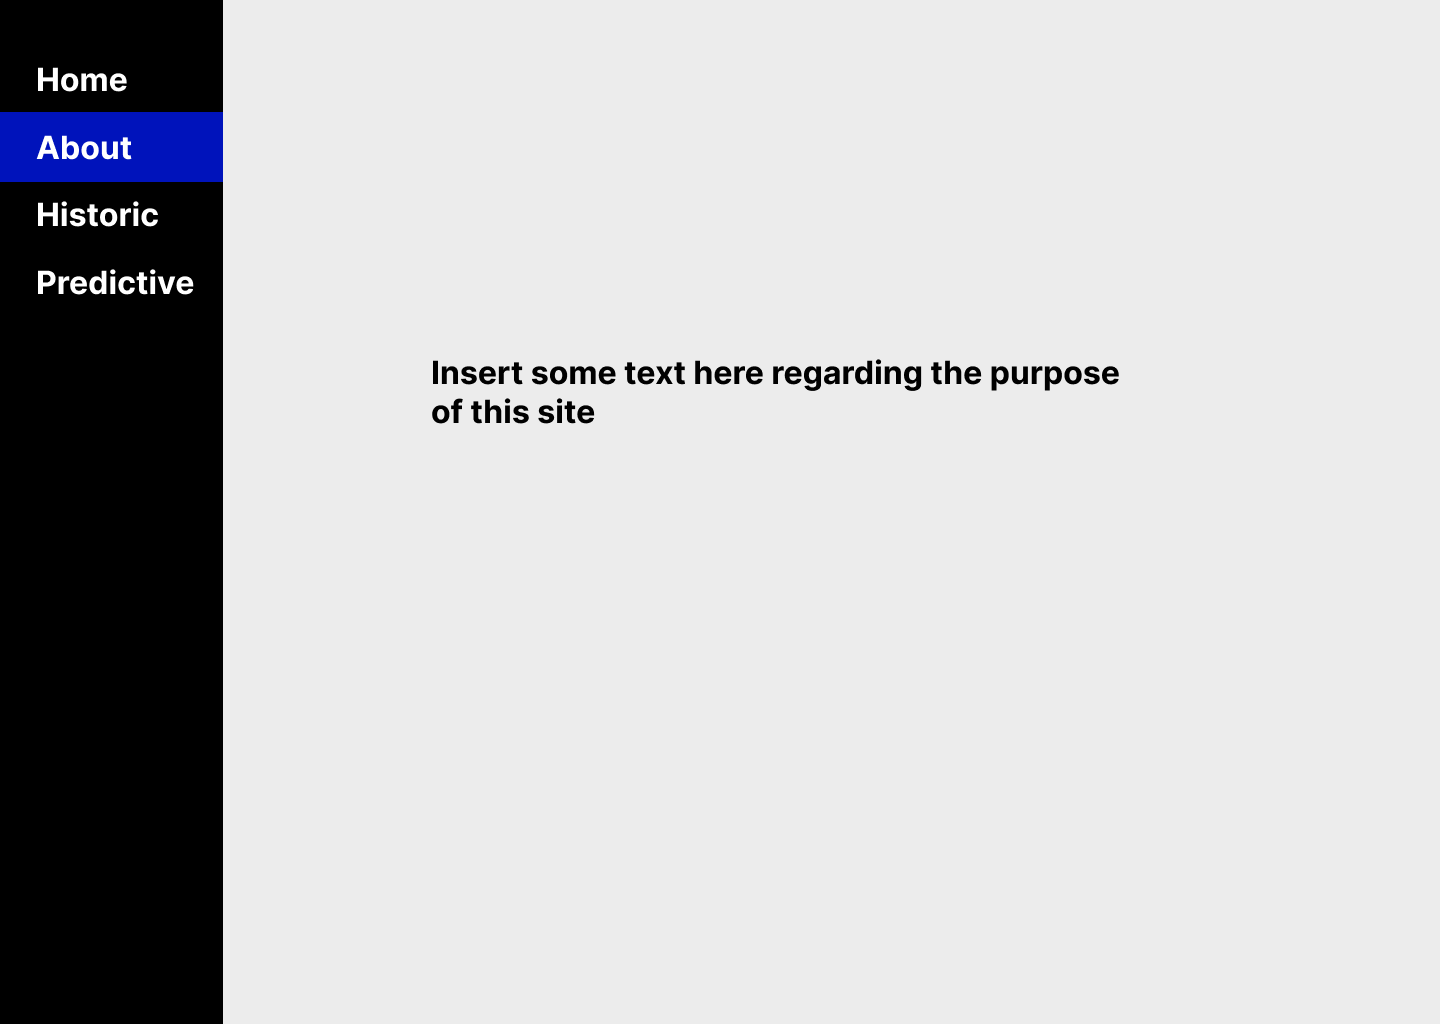 Home
About
Historic
Predictive
Insert some text here regarding the purpose
of this site